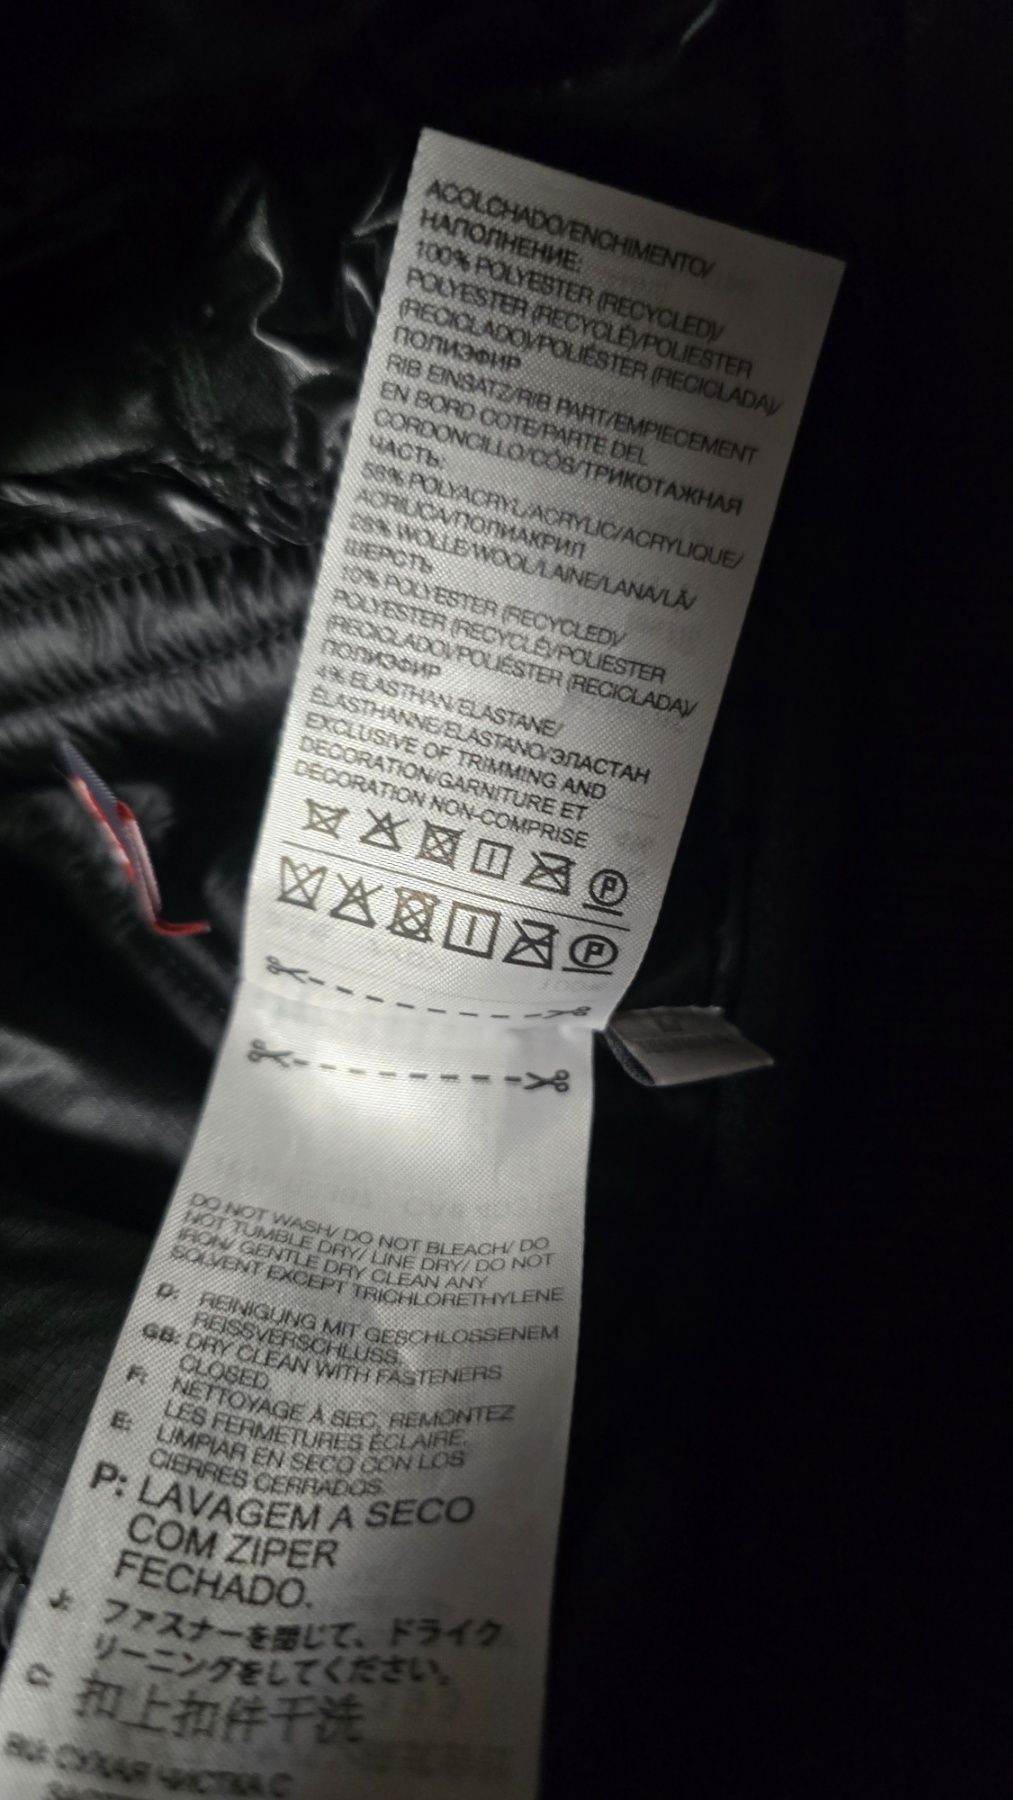 ACOLCHADO/ENCHIMENTO/
НАПОЛНЕНИЕ:
100% POLYESTER (RECYCLED)/
POLYESTER (RECYCLÉ)/POLIESTER
(RECICLADO)/POLIÉSTER (RECICLADA)/
ПОЛИЭФИР
RIB EINSATZ/RIB PART/EMPIECEMENT
EN BORD COTE/PARTE DEL
CORDONCILLO/CÓS/ТРИКОТАЖНАЯ
ЧАСТЬ:
POLYACRYL/ACRYLIC/ACRYLIQUE/
ACRILICA/ПОЛИАКРИЛ
WOLLE/WOOL/LAINE/LANA/LÃ/
ШЕРСТЬ
10% POLYESTER (RECYCLED)/
POLYESTER (RECYCLÉ)/POLIESTER
(RECICLADO)/POLIÉSTER (RECICLADA)/
ПОЛИЭФИР
4% ELASTHAN/ELASTANE/
ÉLASTHANNE/ELASTANO/ЭЛАСТАН
EXCLUSIVE OF TRIMMING AND
DECORATION/GARNITURE ET
DÉCORATION NON-COMPRISE
P
P
DO NOT WASH/ DO NOT BLEACH/ DO
NOT TUMBLE DRY/ LINE DRY/ DO NOT
IRON/ GENTLE DRY CLEAN ANY
SOLVENT EXCEPT TRICHLORETHYLENE
D: REINIGUNG MIT GESCHLOSSENEM
REISSVERSCHLUSS.
GB: DRY CLEAN WITH FASTENERS
CLOSED.
F: NETTOYAGE À SEC, REMONTEZ
LES FERMETURES ÉCLAIRE.
E: LIMPIAR EN SECO CON LOS
CIERRES CERRADOS.
P: LAVAGEM A SECO
COM ZIPER
FECHADO.
J: ファスナーを閉じて、ドライク
リーニングをしてください。
C: 扣上扣件干洗
СУХАЯ ЧИСТКА С